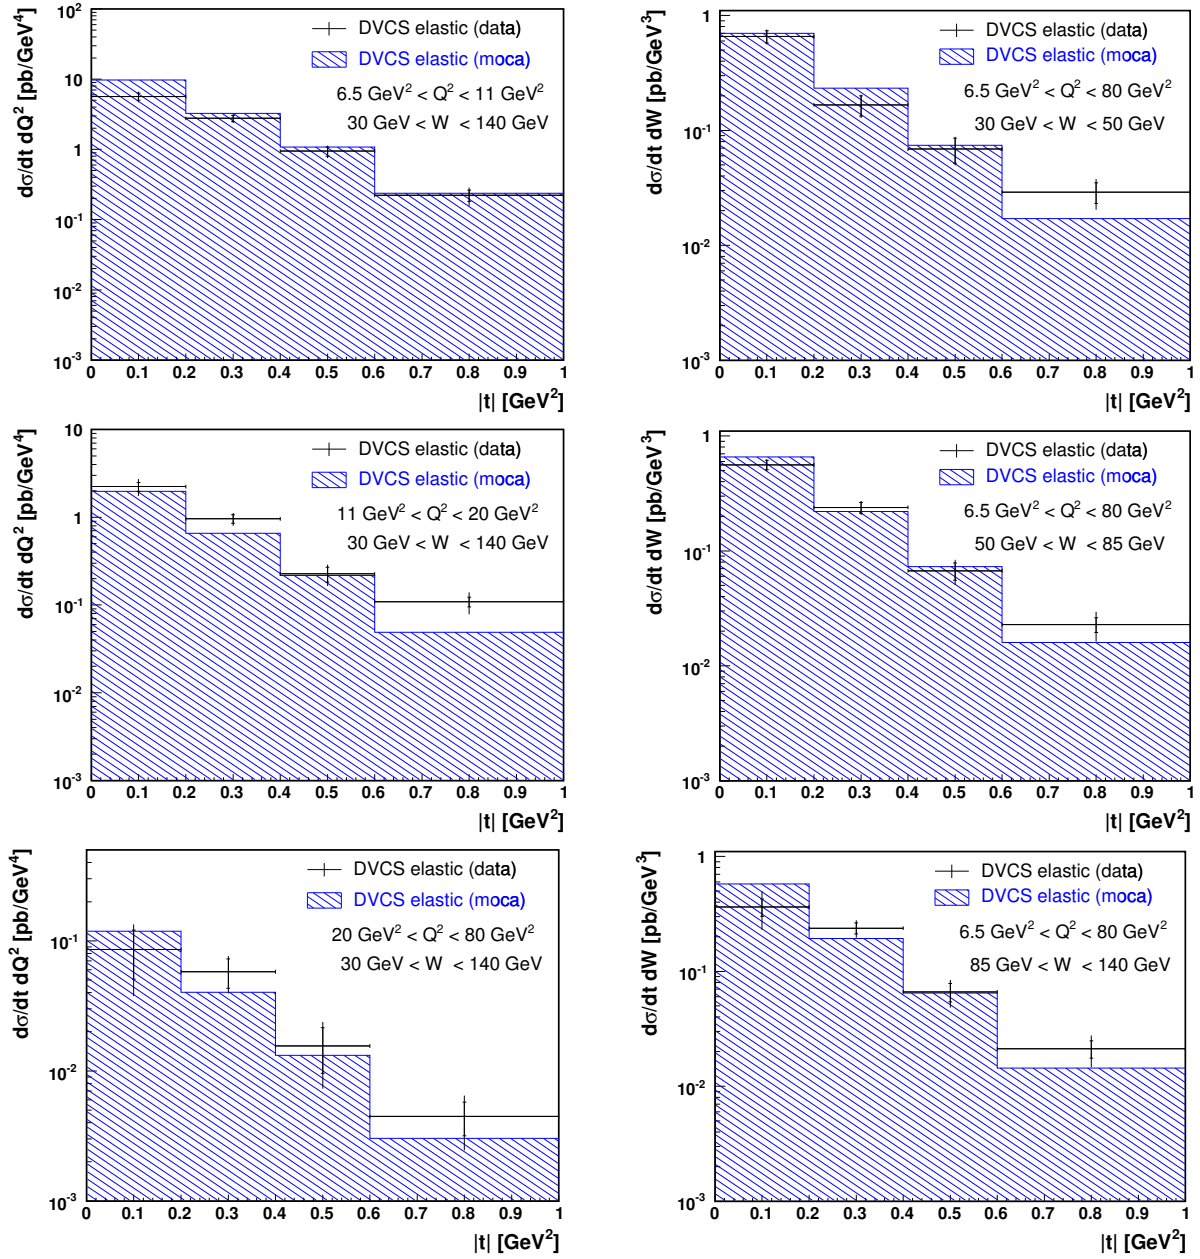 dσ/dt dQ² [pb/GeV⁴]
10²
10
1
10⁻¹
10⁻²
10⁻³
DVCS elastic (data)
DVCS elastic (moca)
6.5 GeV² < Q² < 11 GeV²
30 GeV < W < 140 GeV
0 0.1 0.2 0.3 0.4 0.5 0.6 0.7 0.8 0.9 1
|t| [GeV²]
dσ/dt dW [pb/GeV³]
1
10⁻¹
10⁻²
10⁻³
DVCS elastic (data)
DVCS elastic (moca)
6.5 GeV² < Q² < 80 GeV²
30 GeV < W < 50 GeV
0 0.1 0.2 0.3 0.4 0.5 0.6 0.7 0.8 0.9 1
|t| [GeV²]
dσ/dt dQ² [pb/GeV⁴]
10
1
10⁻¹
10⁻²
10⁻³
DVCS elastic (data)
DVCS elastic (moca)
11 GeV² < Q² < 20 GeV²
30 GeV < W < 140 GeV
0 0.1 0.2 0.3 0.4 0.5 0.6 0.7 0.8 0.9 1
|t| [GeV²]
dσ/dt dW [pb/GeV³]
1
10⁻¹
10⁻²
10⁻³
DVCS elastic (data)
DVCS elastic (moca)
6.5 GeV² < Q² < 80 GeV²
50 GeV < W < 85 GeV
0 0.1 0.2 0.3 0.4 0.5 0.6 0.7 0.8 0.9 1
|t| [GeV²]
dσ/dt dQ² [pb/GeV⁴]
10⁻¹
10⁻²
10⁻³
DVCS elastic (data)
DVCS elastic (moca)
20 GeV² < Q² < 80 GeV²
30 GeV < W < 140 GeV
0 0.1 0.2 0.3 0.4 0.5 0.6 0.7 0.8 0.9 1
|t| [GeV²]
dσ/dt dW [pb/GeV³]
1
10⁻¹
10⁻²
10⁻³
DVCS elastic (data)
DVCS elastic (moca)
6.5 GeV² < Q² < 80 GeV²
85 GeV < W < 140 GeV
0 0.1 0.2 0.3 0.4 0.5 0.6 0.7 0.8 0.9 1
|t| [GeV²]